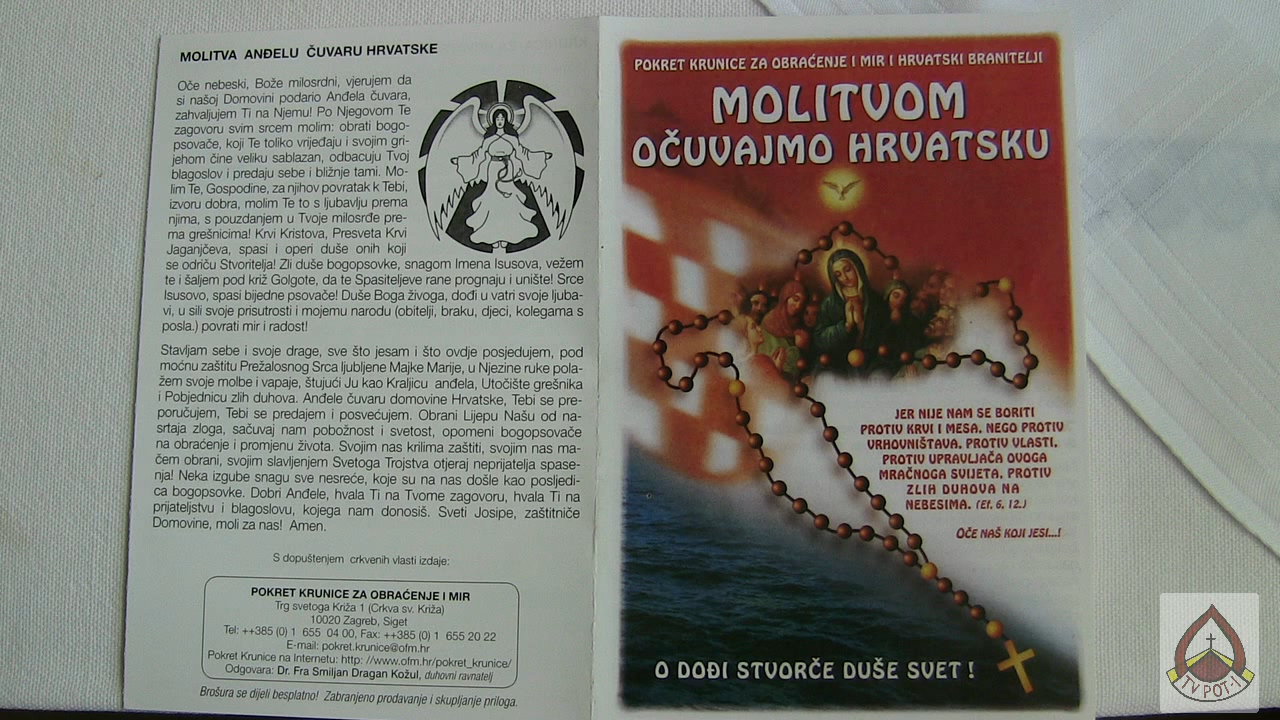 MOLITVA ANĐELU ČUVARU HRVATSKE
Oče nebeski, Bože milosrdni, vjerujem da
si našoj Domovini podario Anđela čuvara,
zahvaljujem Ti na Njemu! Po Njegovom Te
zagovoru svim srcem molim: obrati bogo-
psovače, koji Te toliko vrijeđaju i svojim gri-
jehom čine veliku sablazan, odbacuju Tvoj
blagoslov i predaju sebe i bližnje tami. Mo-
lim Te, Gospodine, za njihov povratak k Tebi,
izvoru dobra, molim Te to s ljubavlju prema
njima, s pouzdanjem u Tvoje milosrđe pre-
ma grešnicima! Krvi Kristova, Presveta Krvi
Jaganjčeva, spasi i operi duše onih koji
se odriču Stvoritelja! Zli duše bogopsovke, snagom Imena Isusova, vežem
te i šaljem pod križ Golgote, da te Spasiteljeve rane prognaju i unište! Srce
Isusovo, spasi bijedne psovače! Duše Boga živoga, dođi u vatri svoje ljuba-
vi, u sili svoje prisutrosti i mojemu narodu (obitelji, braku, djeci, kolegama s
posla.) povrati mir i radost!
Stavljam sebe i svoje drage, sve što jesam i što ovdje posjedujem, pod
moćnu zaštitu Prežalosnog Srca ljubljene Majke Marije, u Njezine ruke pola-
žem svoje molbe i vapaje, štujući Ju kao Kraljicu anđela, Utočište grešnika
i Pobjednicu zlih duhova. Anđele čuvaru domovine Hrvatske, Tebi se pre-
poručujem, Tebi se predajem i posvećujem. Obrani Lijepu Našu od na-
srtaja zloga, sačuvaj nam pobožnost i svetost, opomeni bogopsovače
na obraćenje i promjenu života. Svojim nas krilima zaštiti, svojim nas ma-
čem obrani, svojim slavljenjem Svetoga Trojstva otjeraj neprijatelja spase-
nja! Neka izgube snagu sve nesreće, koje su na nas došle kao posljedi-
ca bogopsovke. Dobri Anđele, hvala Ti na Tvome zagovoru, hvala Ti na
prijateljstvu i blagoslovu, kojega nam donosiš. Sveti Josipe, zaštitniče
Domovine, moli za nas! Amen.
S dopuštenjem crkvenih vlasti izdaje:
POKRET KRUNICE ZA OBRAĆENJE I MIR
Trg svetoga Križa 1 (Crkva sv. Križa)
10020 Zagreb, Siget
Tel: ++385 (0) 1 655 04 00, Fax: ++385 (0) 1 655 20 22
E-mail: pokret.krunice@ofm.hr
Pokret Krunice na Internetu: http: //www.ofm.hr/pokret_krunice/
Odgovara: Dr. Fra Smiljan Dragan Kožul, duhovni ravnatelj
Brošura se dijeli besplatno! Zabranjeno prodavanje i skupljanje priloga.
POKRET KRUNICE ZA OBRAĆENJE I MIR I HRVATSKI BRANITELJI
MOLITVOM
OČUVAJMO HRVATSKU
JER NIJE NAM SE BORITI
PROTIV KRVI I MESA, NEGO PROTIV
VRHOVNIŠTAVA, PROTIV VLASTI,
PROTIV UPRAVLJAČA OVOGA
MRAČNOGA SVIJETA, PROTIV
ZLIH DUHOVA NA
NEBESIMA. (Ef. 6, 12.)
OČE NAŠ KOJI JESI...!
O DOĐI STVORČE DUŠE SVET !
TV POT-1